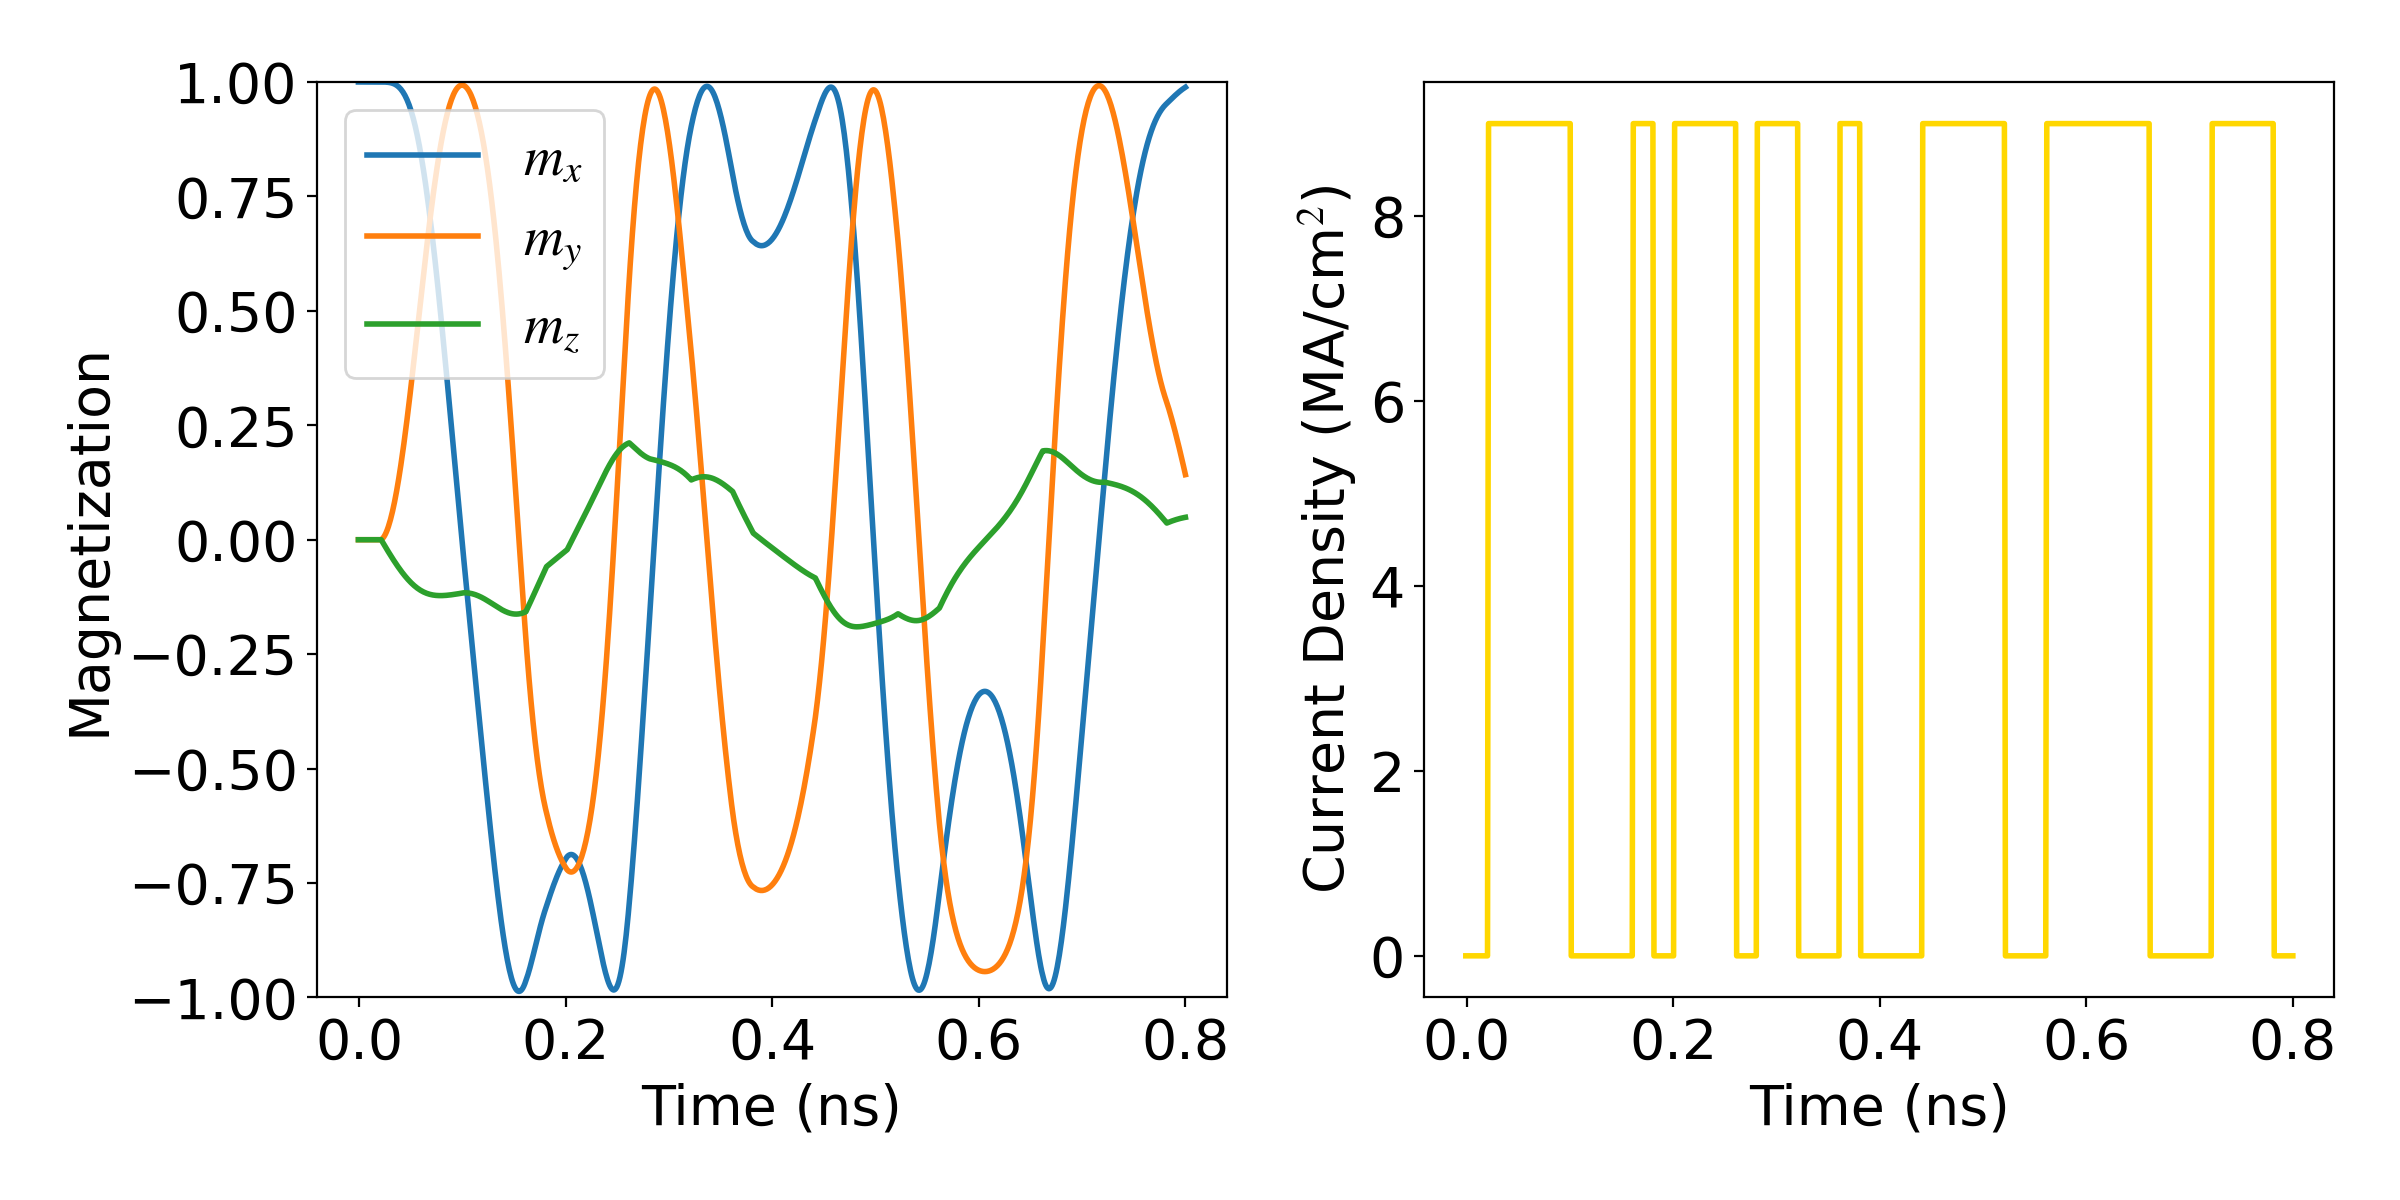 1.00
0.75
0.50
0.25
0.00
−0.25
−0.50
−0.75
−1.00
Magnetization
m_x
m_y
m_z
0.0 0.2 0.4 0.6 0.8
Time (ns)
8
6
4
2
0
Current Density (MA/cm²)
0.0 0.2 0.4 0.6 0.8
Time (ns)